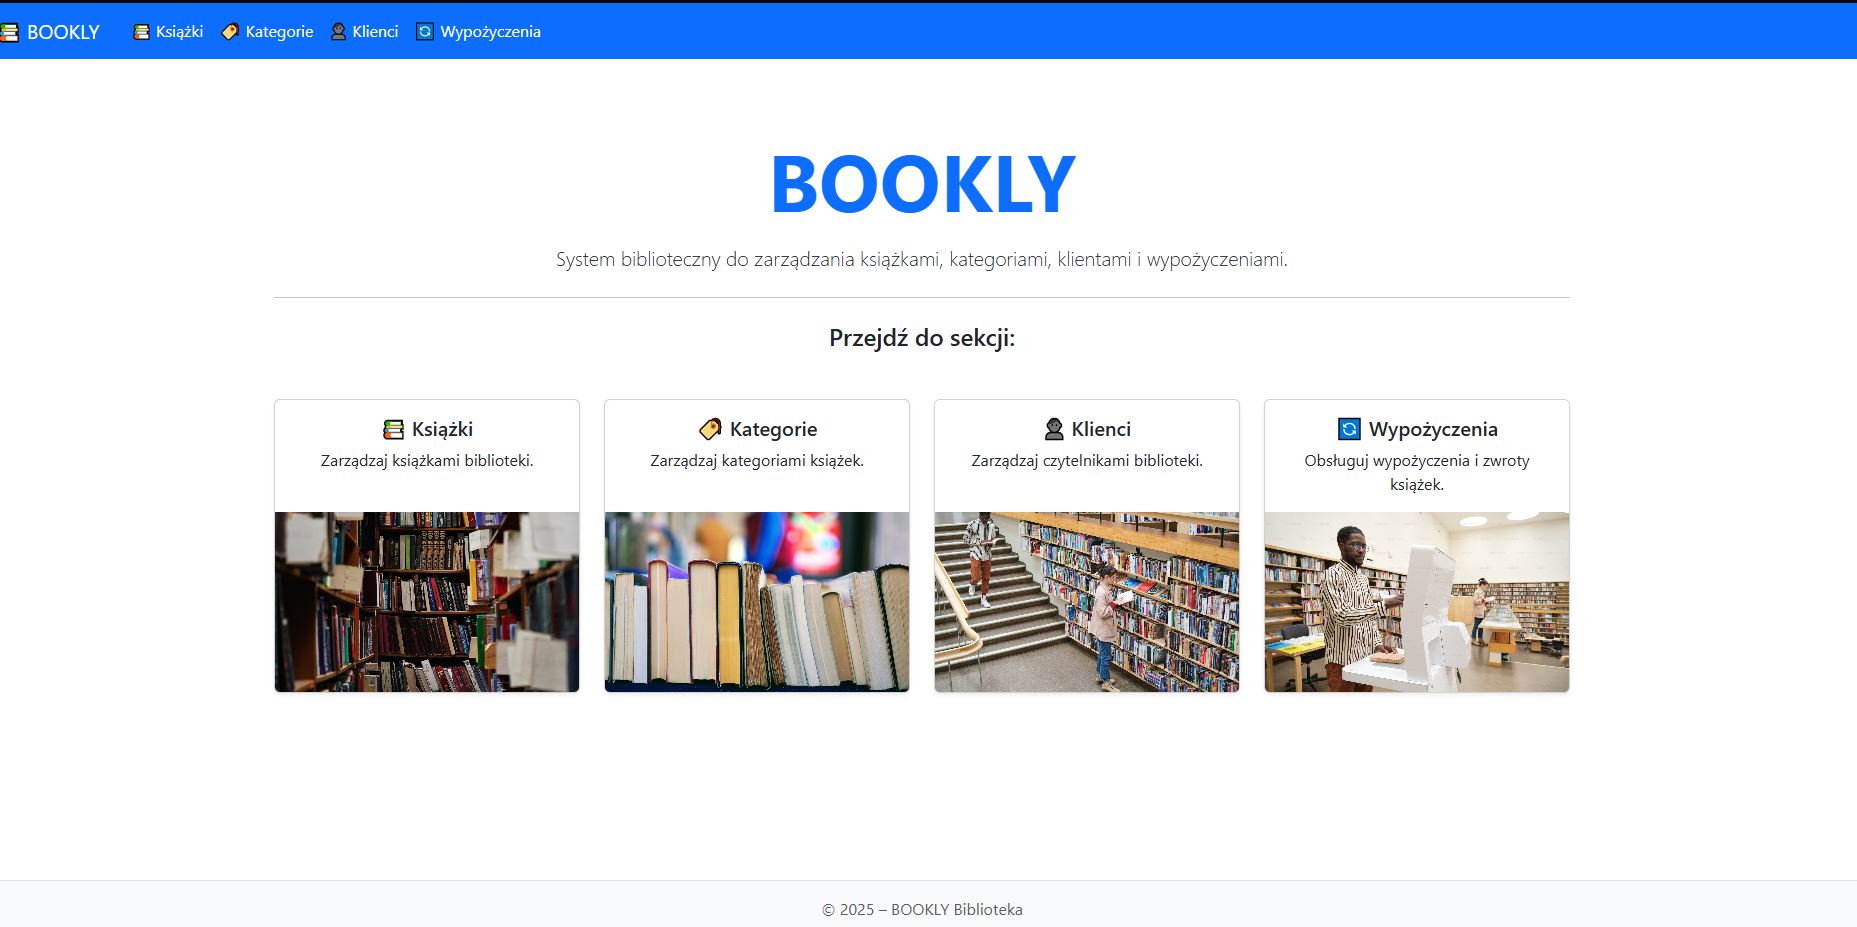 BOOKLY Książki Kategorie Klienci Wypożyczenia
BOOKLY
System biblioteczny do zarządzania książkami, kategoriami, klientami i wypożyczeniami.
Przejdź do sekcji:
Książki
Zarządzaj książkami biblioteki.
Kategorie
Zarządzaj kategoriami książek.
Klienci
Zarządzaj czytelnikami biblioteki.
Wypożyczenia
Obsługuj wypożyczenia i zwroty
książek.
© 2025 – BOOKLY Biblioteka